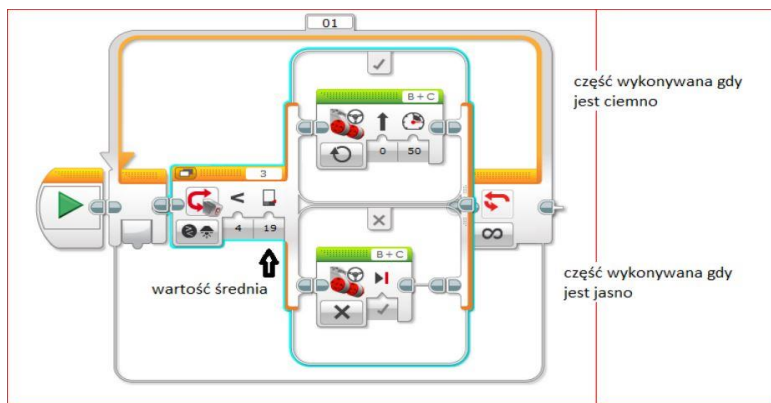 01
B + C
część wykonywana gdy
jest ciemno
3
0 50
<
4 19
∞
B + C
wartość średnia
część wykonywana gdy
jest jasno